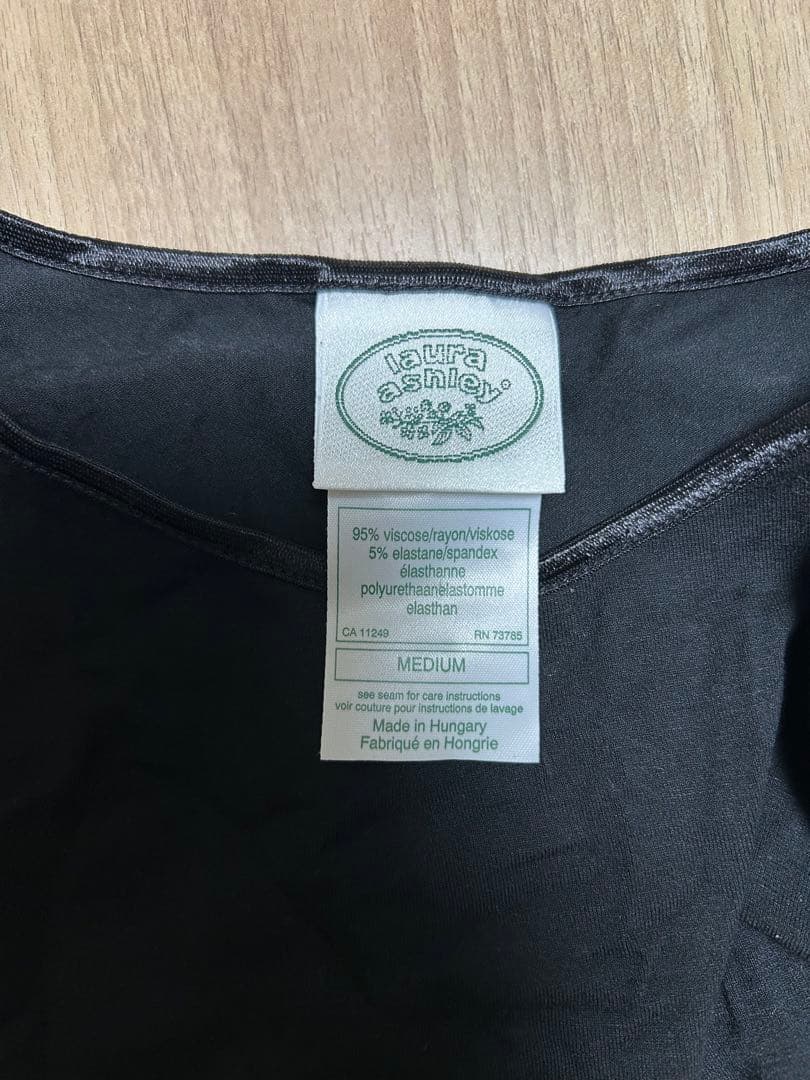 laura
ashley®
95% viscose/rayon/viskose
5% elastane/spandex
élasthanne
polyurethaanelastomme
elasthan
CA 11249 RN 73785
MEDIUM
see seam for care instructions
voir couture pour instructions de lavage
Made in Hungary
Fabriqué en Hongrie